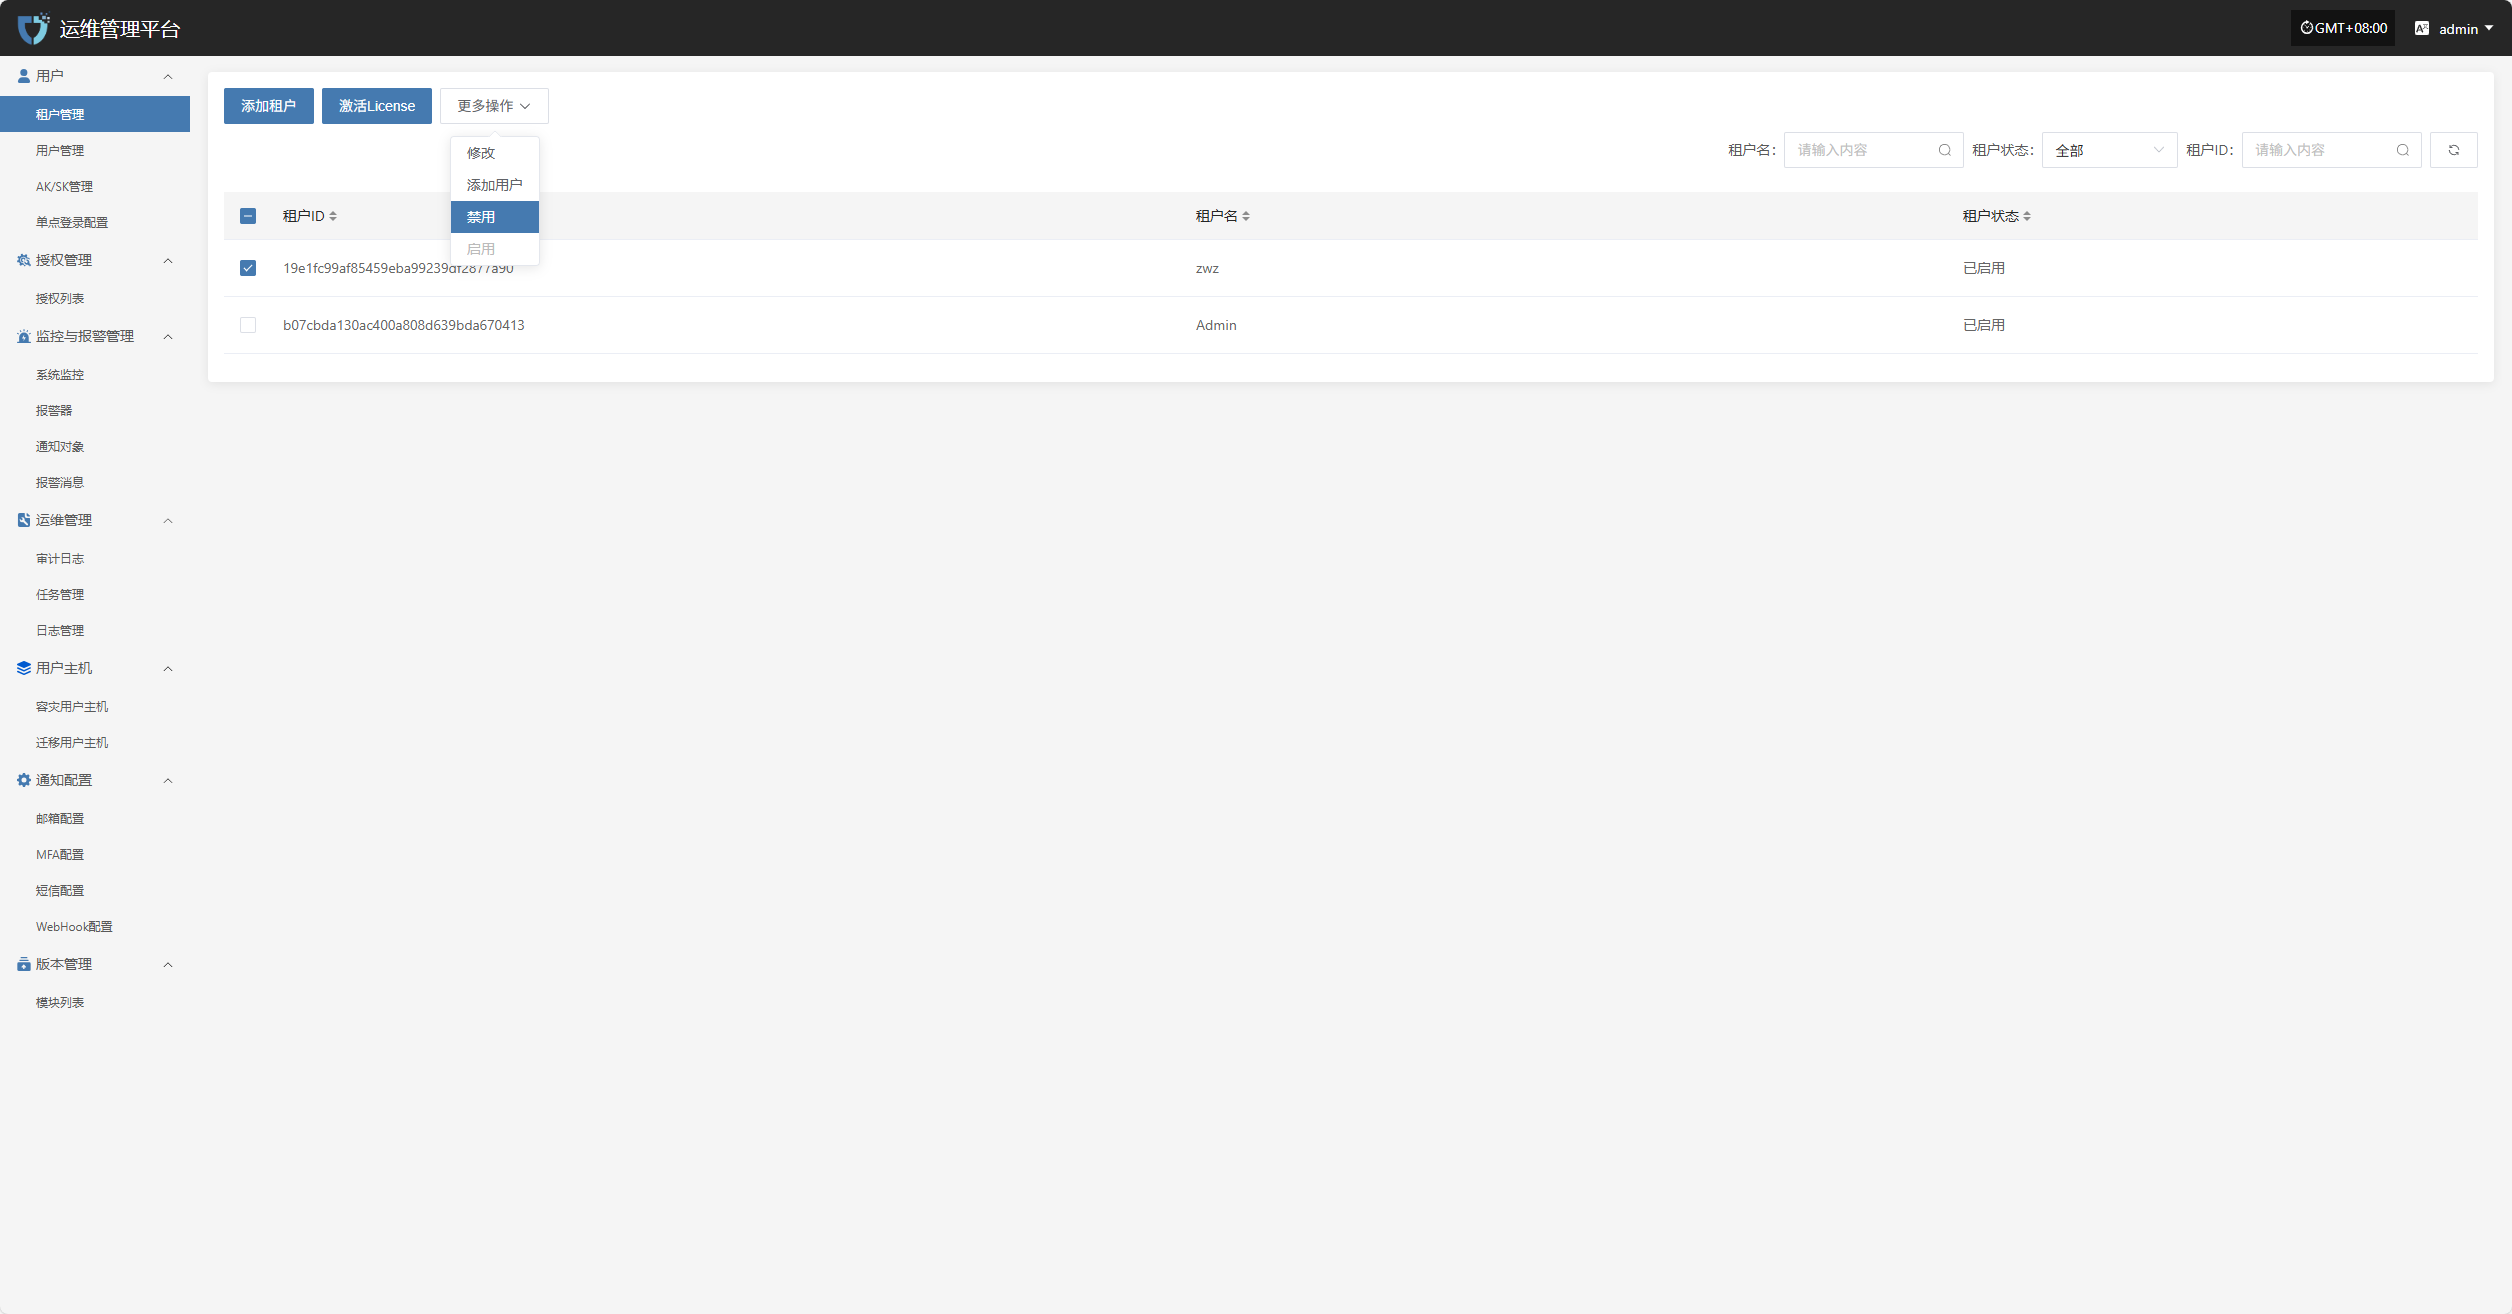 运维管理平台
GMT+08:00
admin
用户
租户管理
用户管理
AK/SK管理
单点登录配置
授权管理
授权列表
监控与报警管理
系统监控
报警器
通知对象
报警消息
运维管理
审计日志
任务管理
日志管理
用户主机
容灾用户主机
迁移用户主机
通知配置
邮箱配置
MFA配置
短信配置
WebHook配置
版本管理
模块列表
添加租户 激活License 更多操作
修改
添加用户
禁用
启用
租户名： 请输入内容 租户状态： 全部 租户ID： 请输入内容
租户ID 租户名 租户状态
19e1fc99af85459eba99239df2877a90 zwz 已启用
b07cbda130ac400a808d639bda670413 Admin 已启用